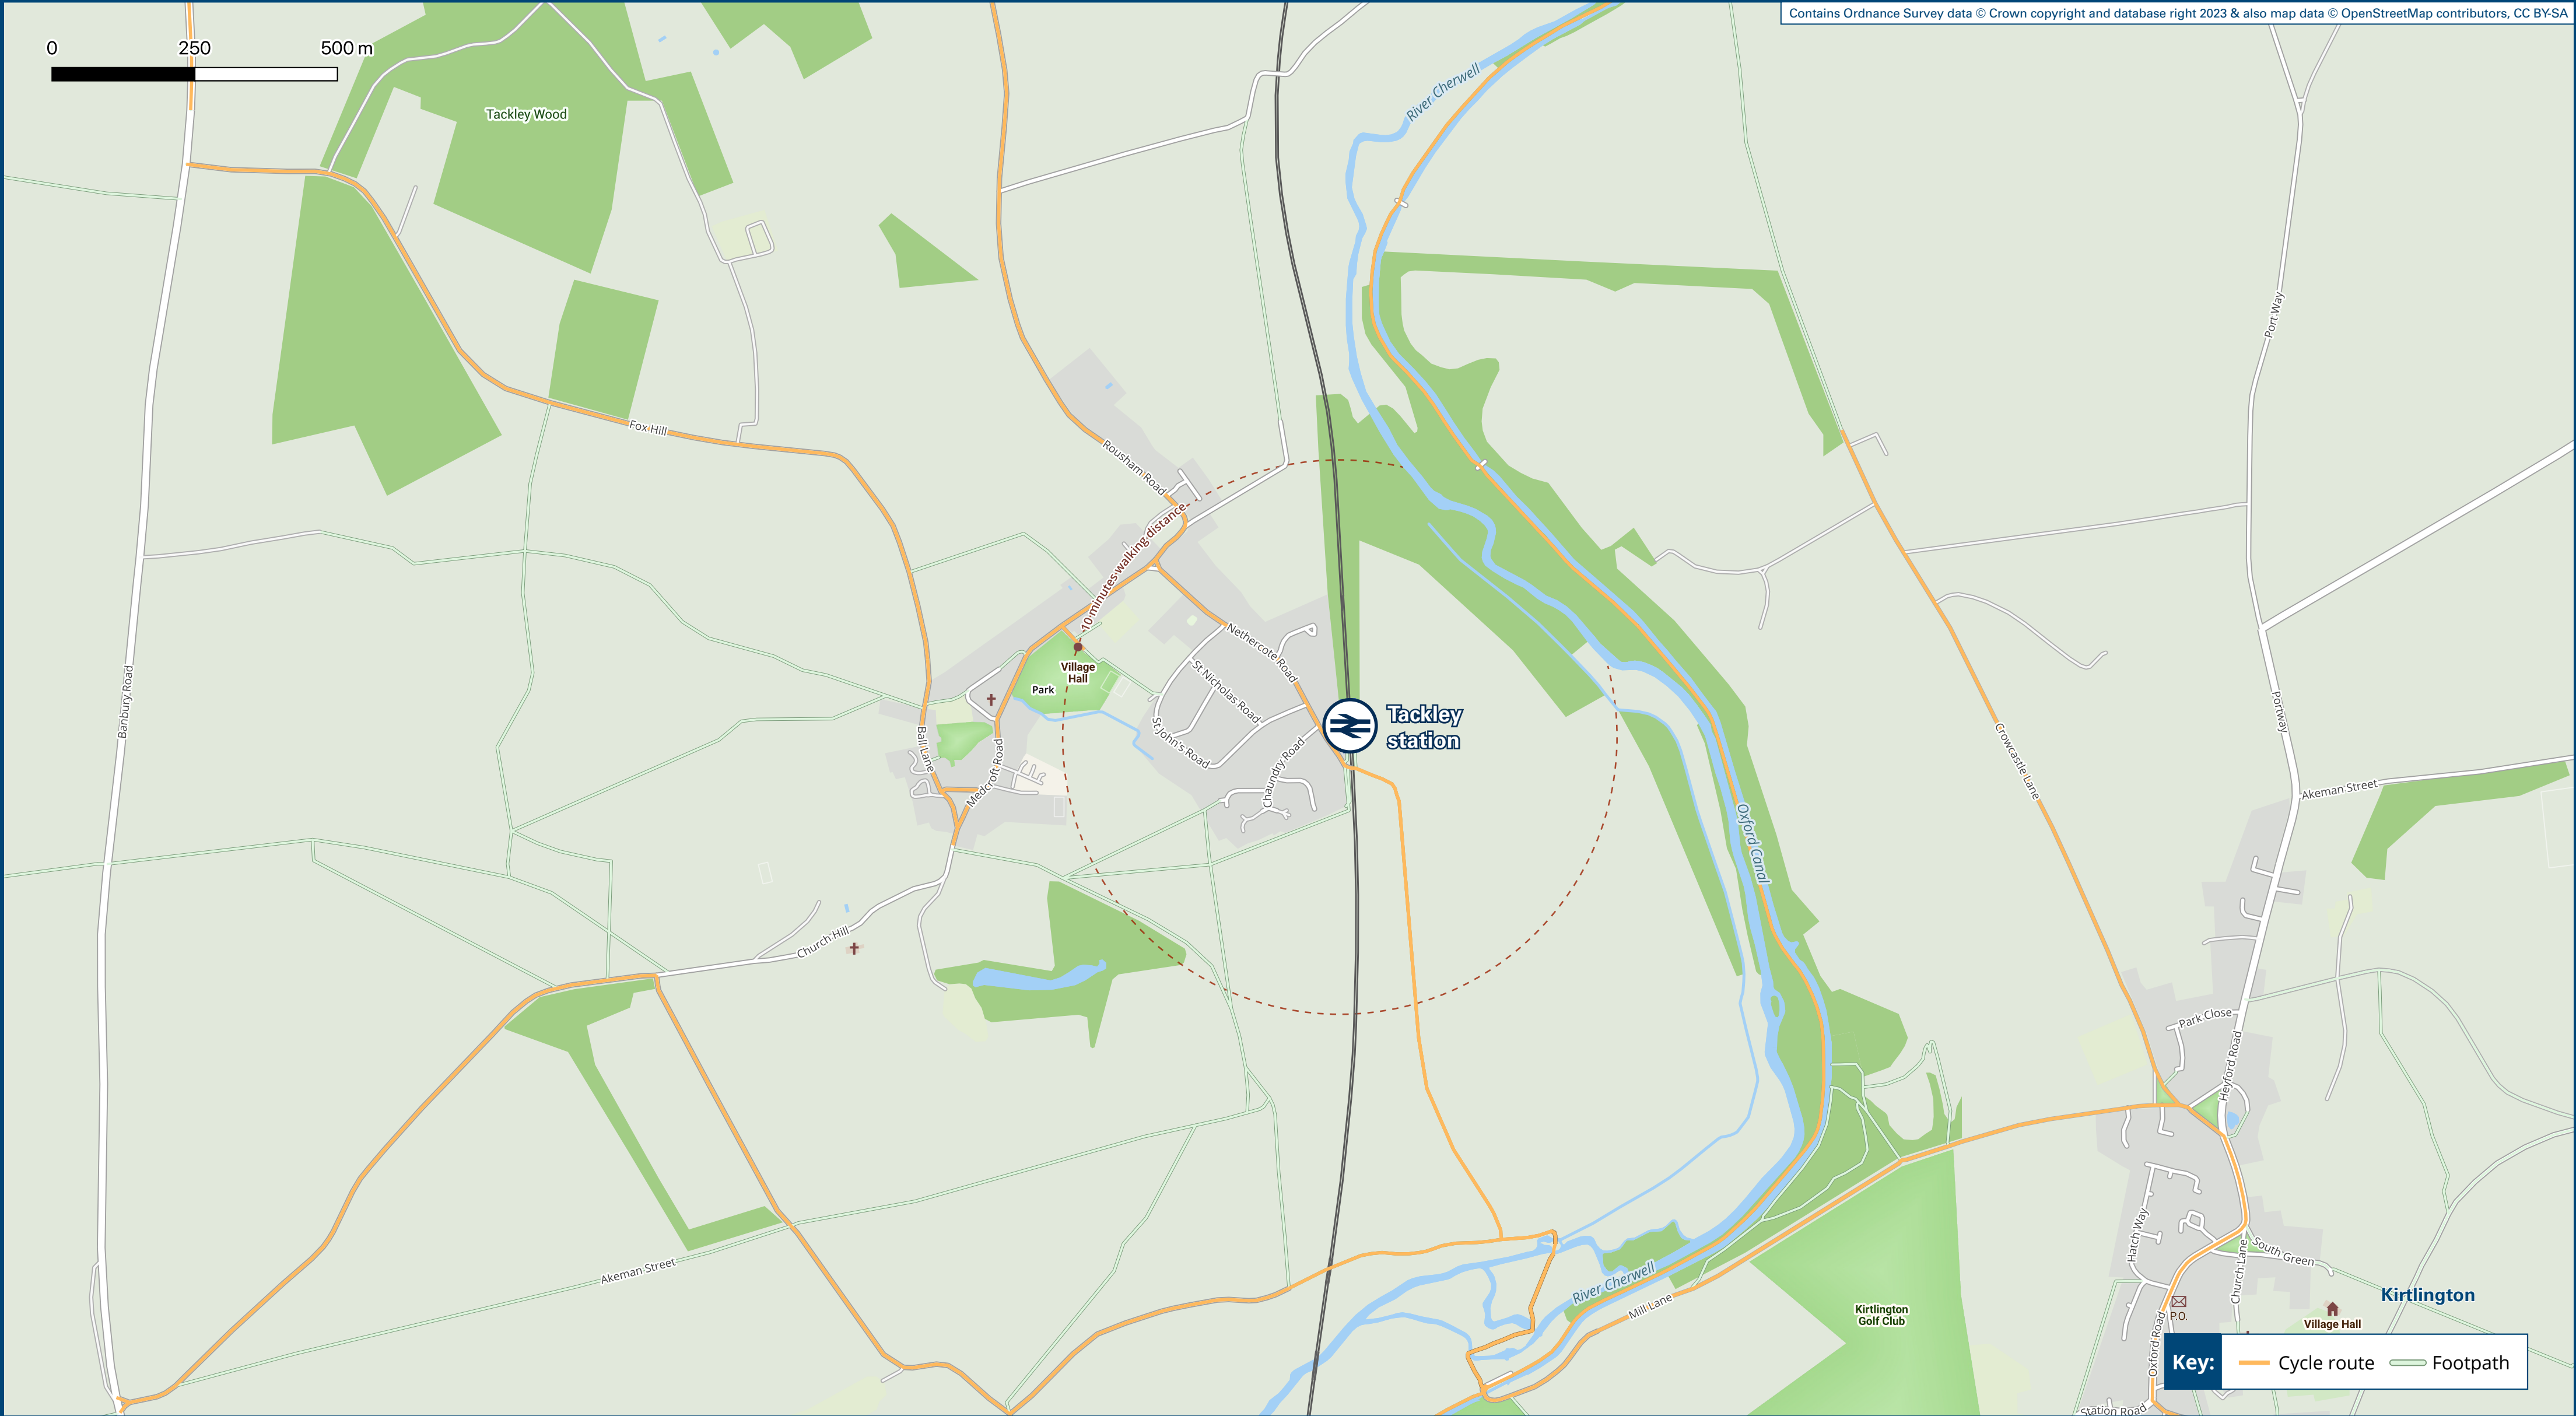 Contains Ordnance Survey data © Crown copyright and database right 2023 & also map data © OpenStreetMap contributors, CC BY-SA
0 250 500 m
Tackley Wood
River Cherwell
Port Way
Fox Hill
Rousham Road
10 minutes walking distance
Nethercote Road
Village
Hall
Park
St Nicholas Road
Banbury Road
Portway
Tackley
station
Ball Lane
St John's Road
Medcroft Road
Chaundry Road
Crowcastle Lane
Akeman Street
Oxford Canal
Church Hill
Park Close
Heyford Road
Akeman Street
Hatch Way
South Green
Church Lane
River Cherwell
Mill Lane
Kirtlington
Golf Club
Kirtlington
P.O.
Village Hall
Oxford Road
Key:
Cycle route
Footpath
Station Road